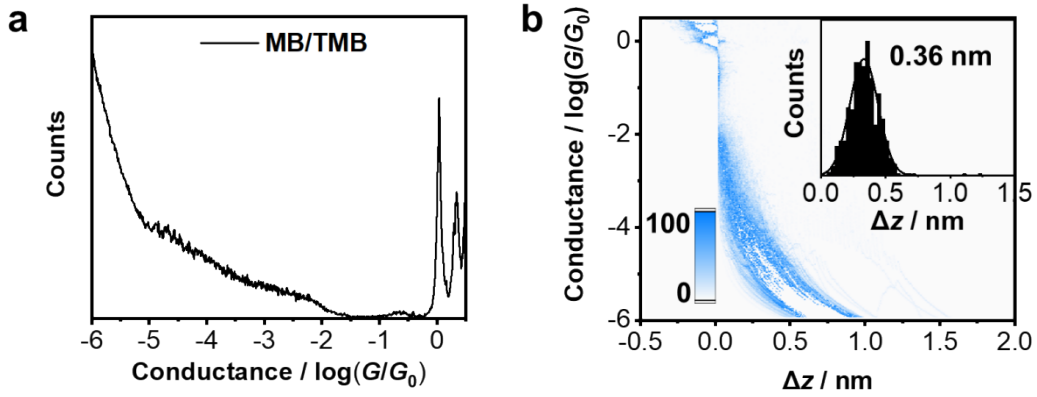 a
MB/TMB
Counts
-6 -5 -4 -3 -2 -1 0
Conductance / log(G/G₀)
b
Conductance / log(G/G₀)
0
-2
-4
-6
100
0
-0.5 0.0 0.5 1.0 1.5 2.0
Δz / nm
0.36 nm
Counts
0.0 0.5 1.0 1.5
Δz / nm